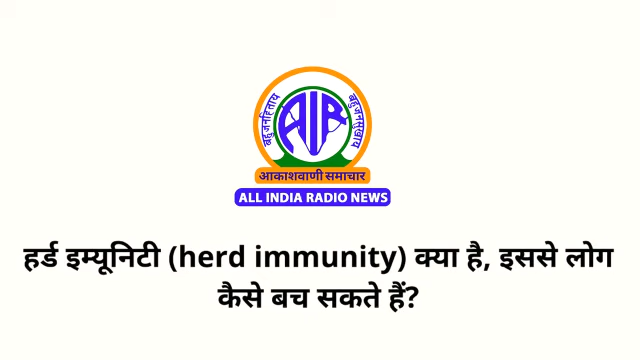 बहुजनहिताय
AIR
बहुजनसुखाय
आकाशवाणी समाचार
ALL INDIA RADIO NEWS
हर्ड इम्यूनिटी (herd immunity) क्या है, इससे लोग
कैसे बच सकते हैं?